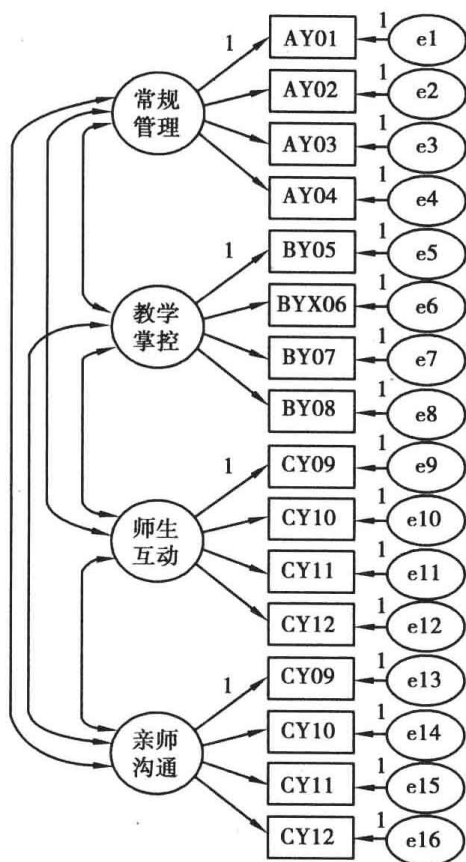 1 AY01 1 e1
AY02 1 e2
常规
管理
AY03 1 e3
AY04 1 e4
1 BY05 1 e5
BYX06 1 e6
教学
掌控
BY07 1 e7
BY08 1 e8
1 CY09 1 e9
CY10 1 e10
师生
互动
CY11 1 e11
CY12 1 e12
1 CY09 1 e13
CY10 1 e14
亲师
沟通
CY11 1 e15
CY12 1 e16